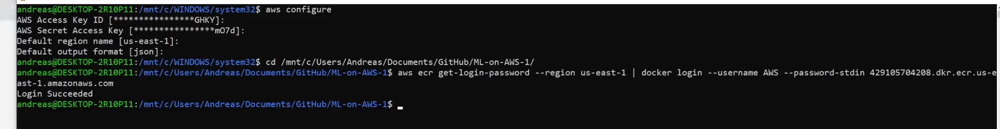 andreas@DESKTOP-2R10P11:/mnt/c/WINDOWS/system32$ aws configure
AWS Access Key ID [****************GHKY]:
AWS Secret Access Key [****************mO7d]:
Default region name [us-east-1]:
Default output format [json]:
andreas@DESKTOP-2R10P11:/mnt/c/WINDOWS/system32$ cd /mnt/c/Users/Andreas/Documents/GitHub/ML-on-AWS-1/
andreas@DESKTOP-2R10P11:/mnt/c/Users/Andreas/Documents/GitHub/ML-on-AWS-1$ aws ecr get-login-password --region us-east-1 | docker login --username AWS --password-stdin 429105704208.dkr.ecr.us-e
ast-1.amazonaws.com
Login Succeeded
andreas@DESKTOP-2R10P11:/mnt/c/Users/Andreas/Documents/GitHub/ML-on-AWS-1$